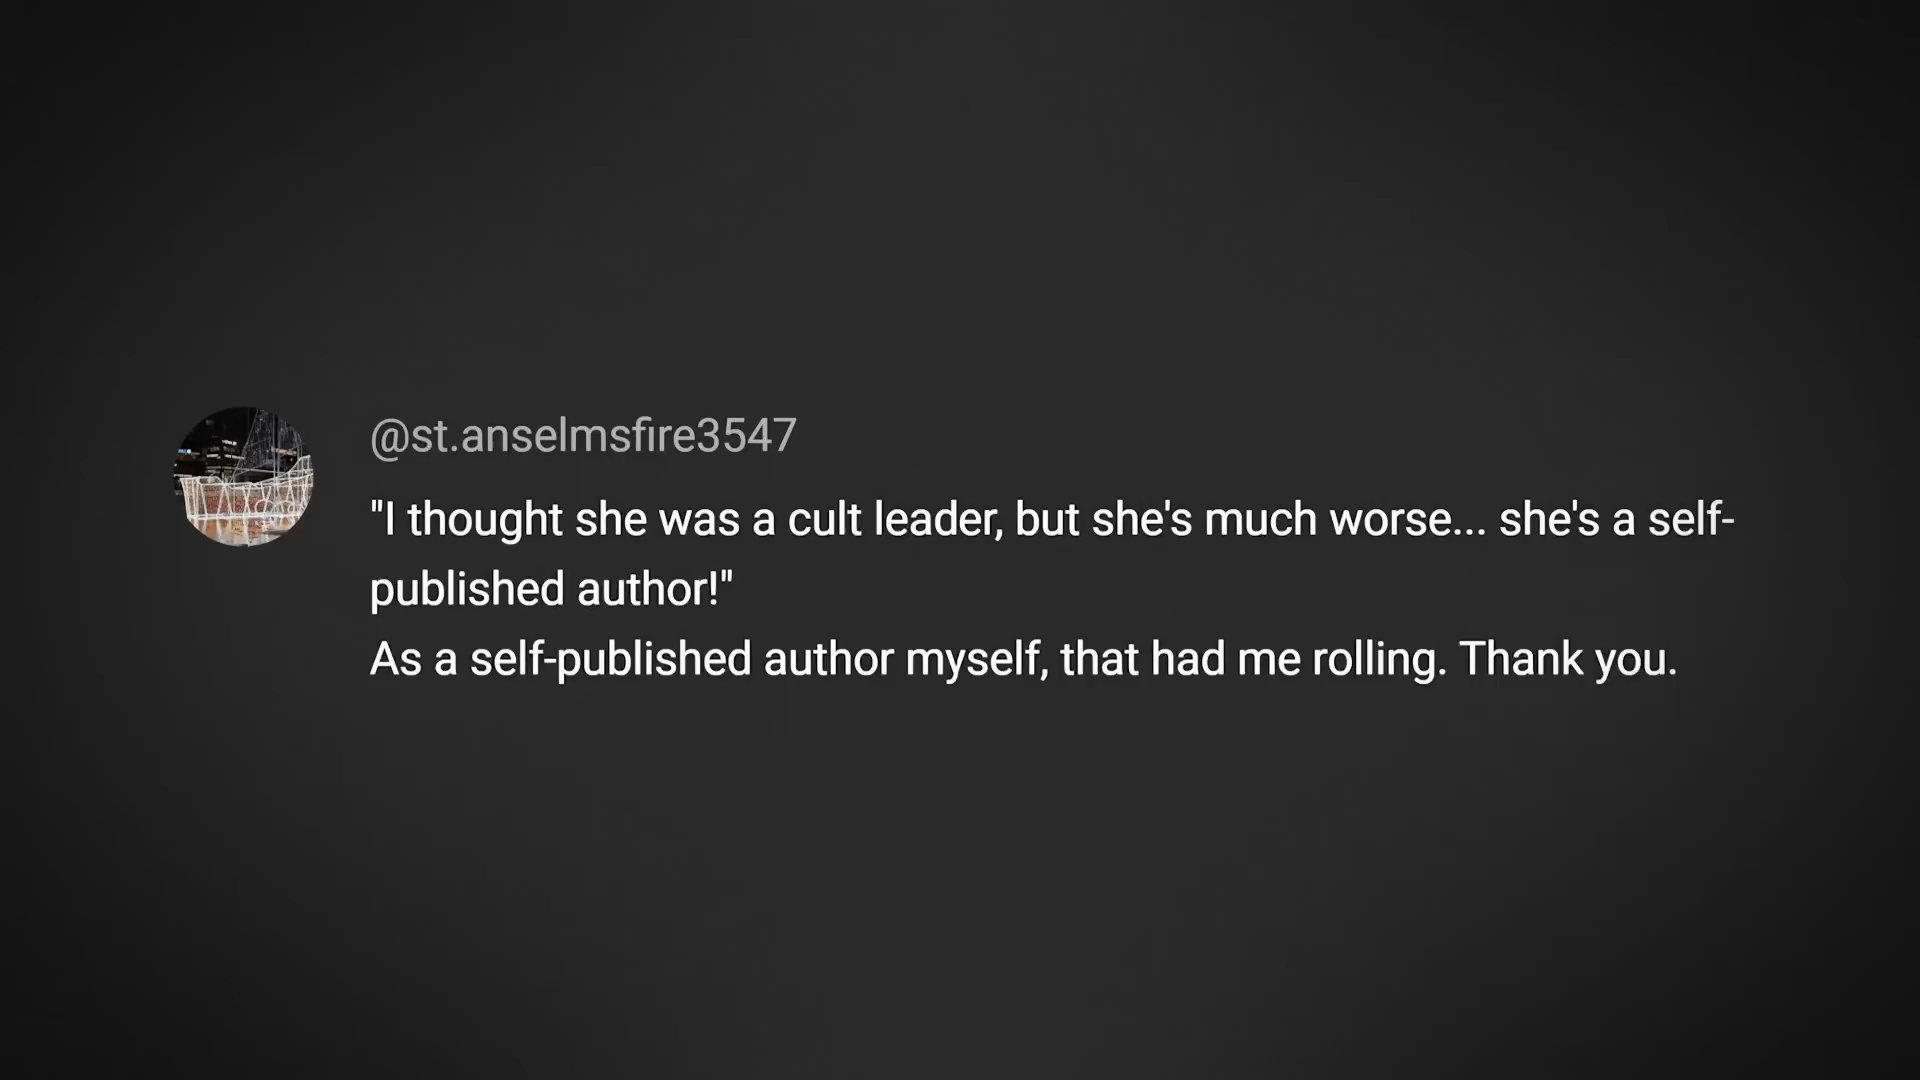 @st.anselmsfire3547
"I thought she was a cult leader, but she's much worse... she's a self-
published author!"
As a self-published author myself, that had me rolling. Thank you.